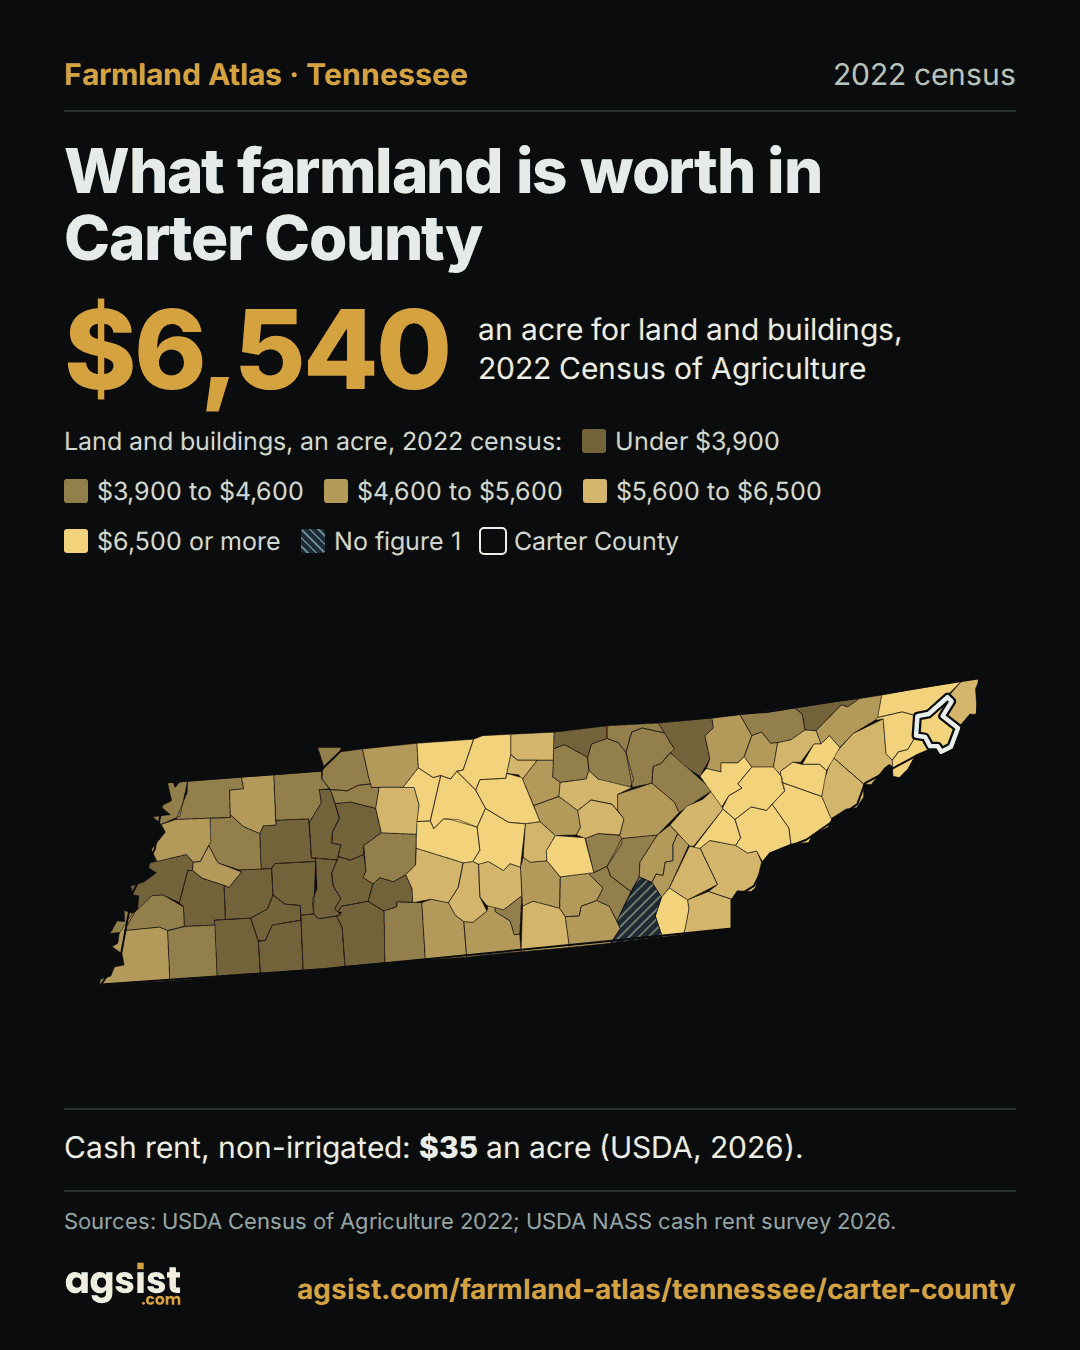 Farmland Atlas · Tennessee
2022 census
What farmland is worth in
Carter County
$6,540
an acre for land and buildings,
2022 Census of Agriculture
Land and buildings, an acre, 2022 census: Under $3,900
$3,900 to $4,600 $4,600 to $5,600 $5,600 to $6,500
$6,500 or more No figure 1 Carter County
Cash rent, non-irrigated: $35 an acre (USDA, 2026).
Sources: USDA Census of Agriculture 2022; USDA NASS cash rent survey 2026.
agsist
.com
agsist.com/farmland-atlas/tennessee/carter-county